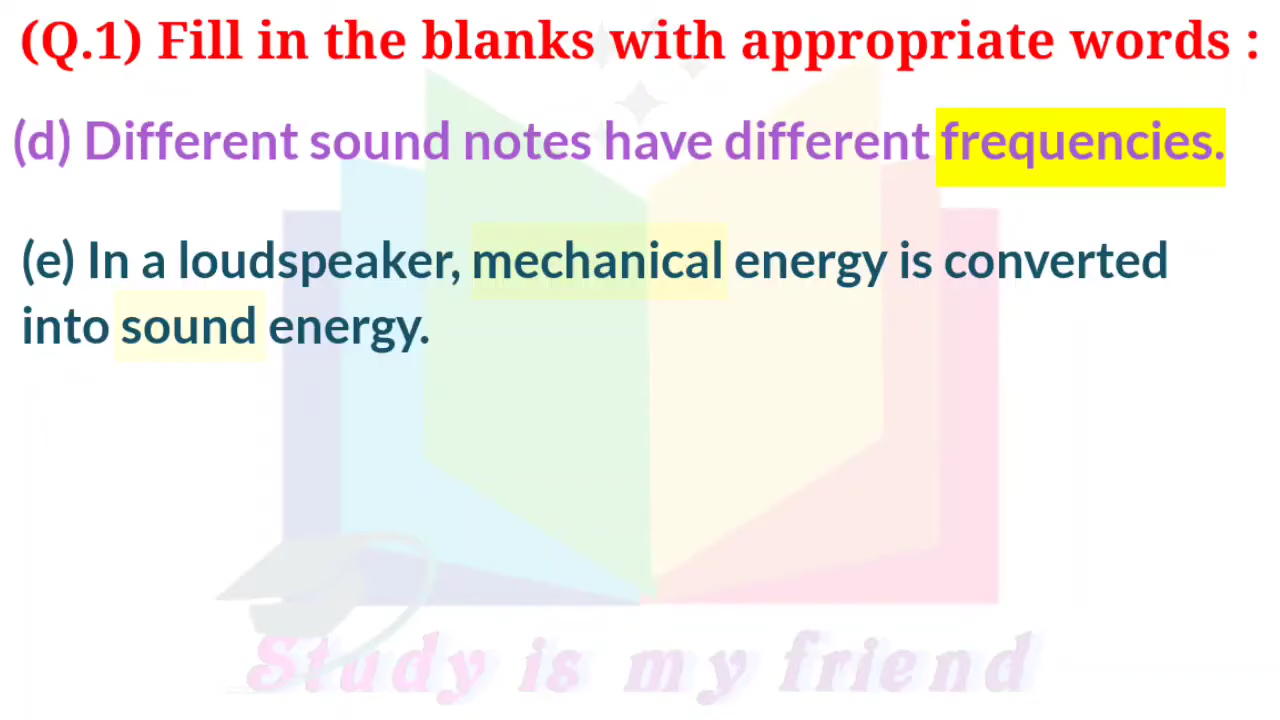 (Q.1) Fill in the blanks with appropriate words :
(d) Different sound notes have different frequencies.
(e) In a loudspeaker, mechanical energy is converted
into sound energy.
Study is my friend